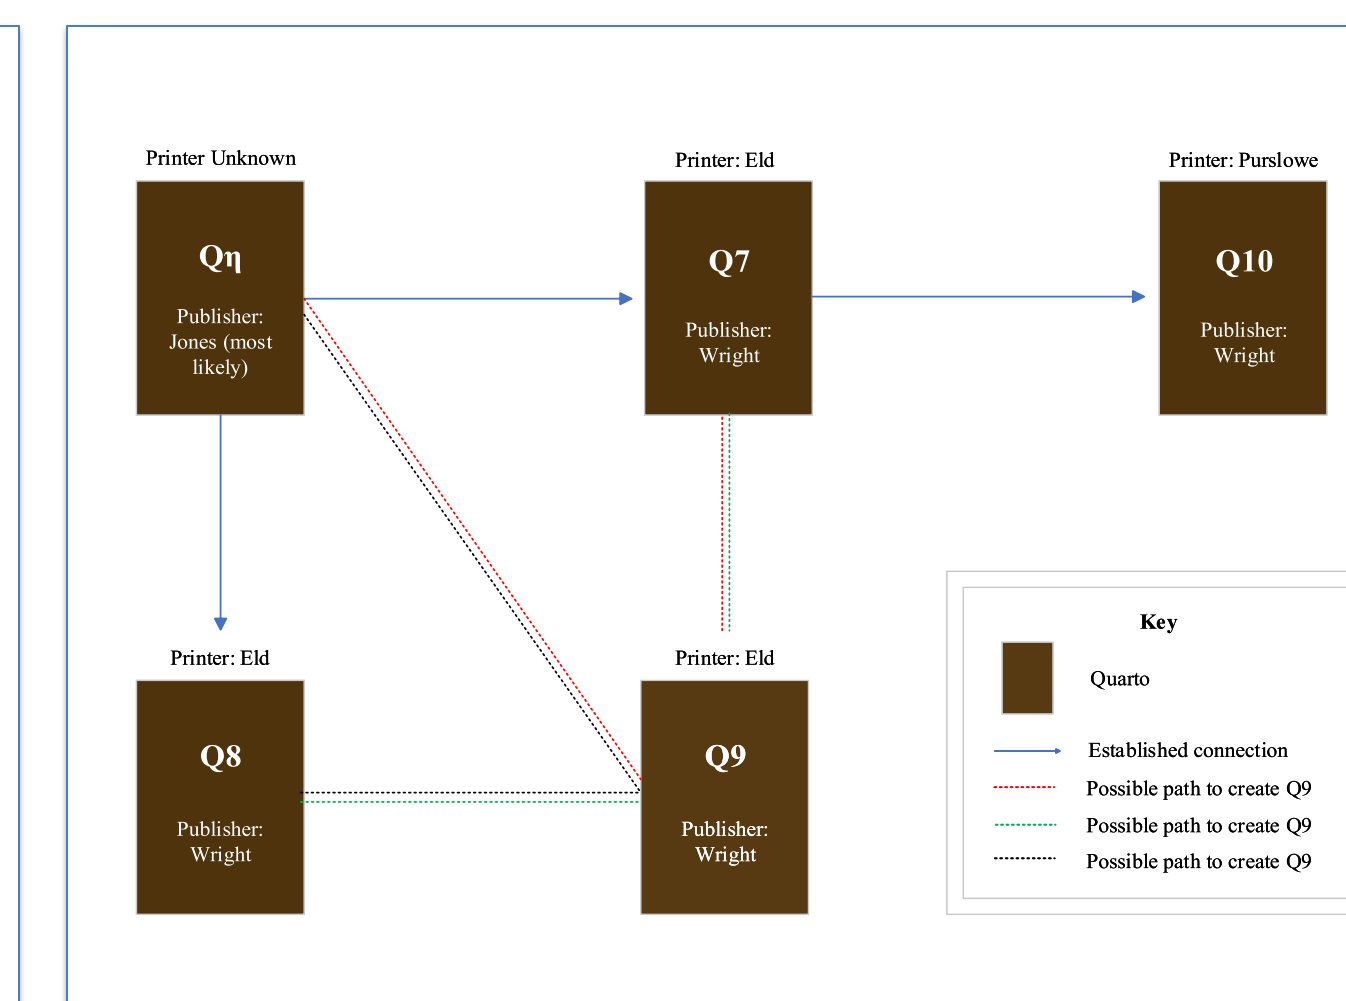 Printer Unknown
Qη
Publisher:
Jones (most
likely)
Printer: Eld
Q7
Publisher:
Wright
Printer: Purslowe
Q10
Publisher:
Wright
Printer: Eld
Q8
Publisher:
Wright
Printer: Eld
Q9
Publisher:
Wright
Key
Quarto
Established connection
Possible path to create Q9
Possible path to create Q9
Possible path to create Q9